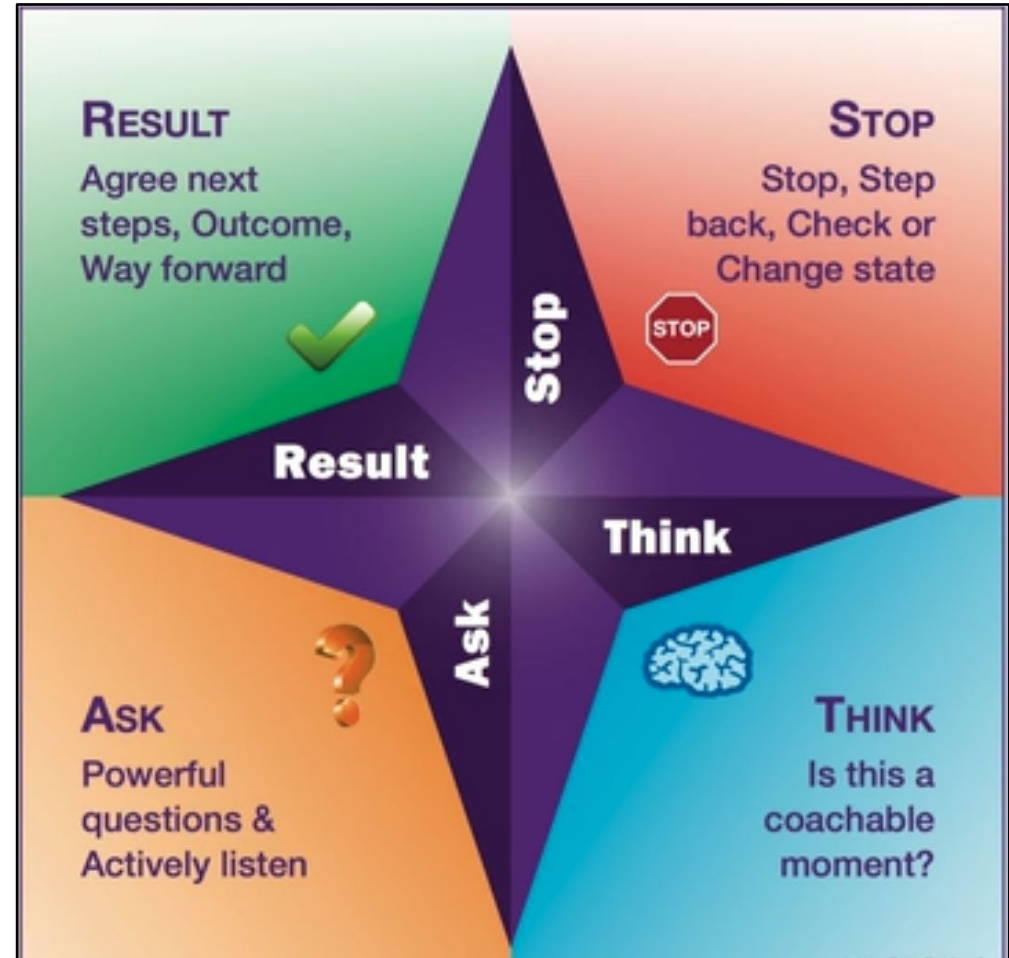 RESULT
Agree next
steps, Outcome,
Way forward
STOP
Stop, Step
back, Check or
Change state
STOP
Stop
Result
Think
Ask
ASK
Powerful
questions &
Actively listen
THINK
Is this a
coachable
moment?